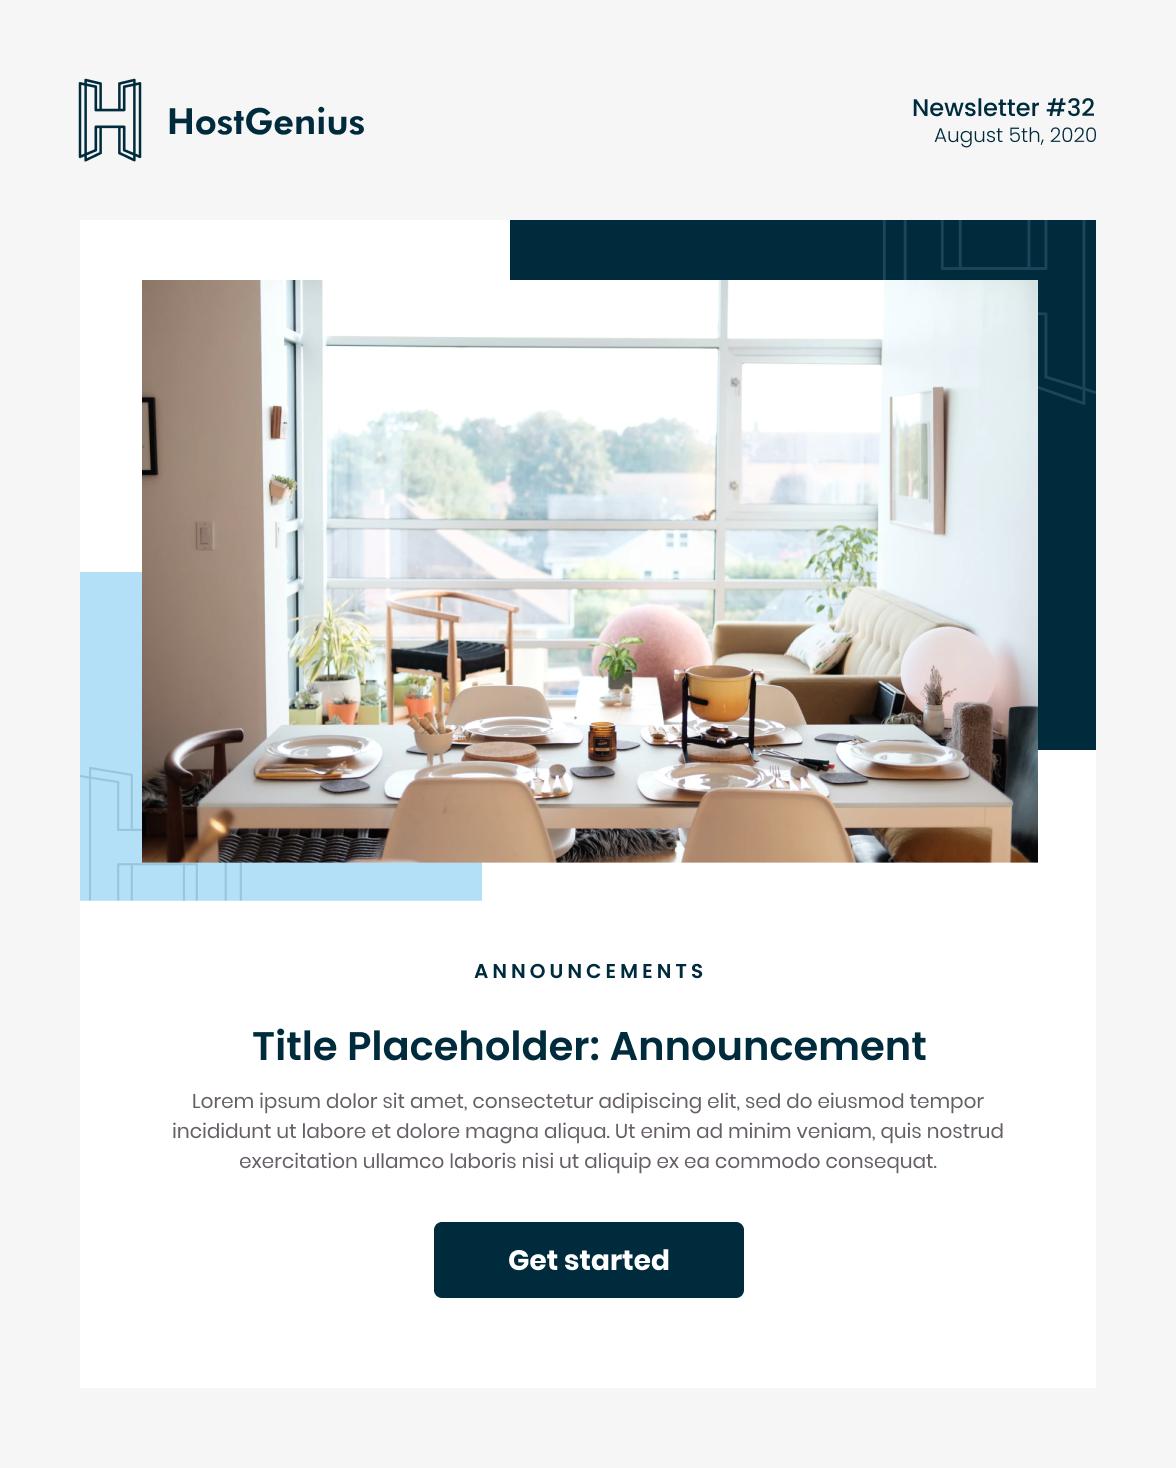 HostGenius
Newsletter #32
August 5th, 2020
ANNOUNCEMENTS
Title Placeholder: Announcement
Lorem ipsum dolor sit amet, consectetur adipiscing elit, sed do eiusmod tempor
incididunt ut labore et dolore magna aliqua. Ut enim ad minim veniam, quis nostrud
exercitation ullamco laboris nisi ut aliquip ex ea commodo consequat.
Get started